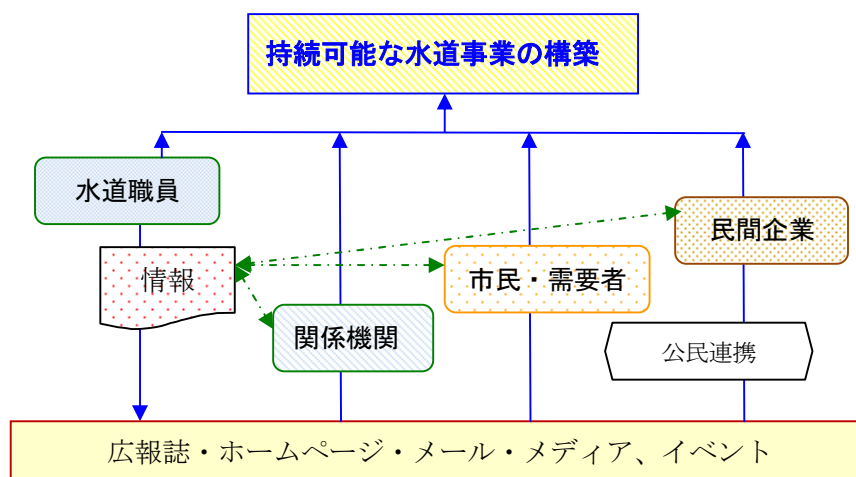 持続可能な水道事業の構築
水道職員
民間企業
情報
市民・需要者
関係機関
公民連携
広報誌・ホームページ・メール・メディア、イベント